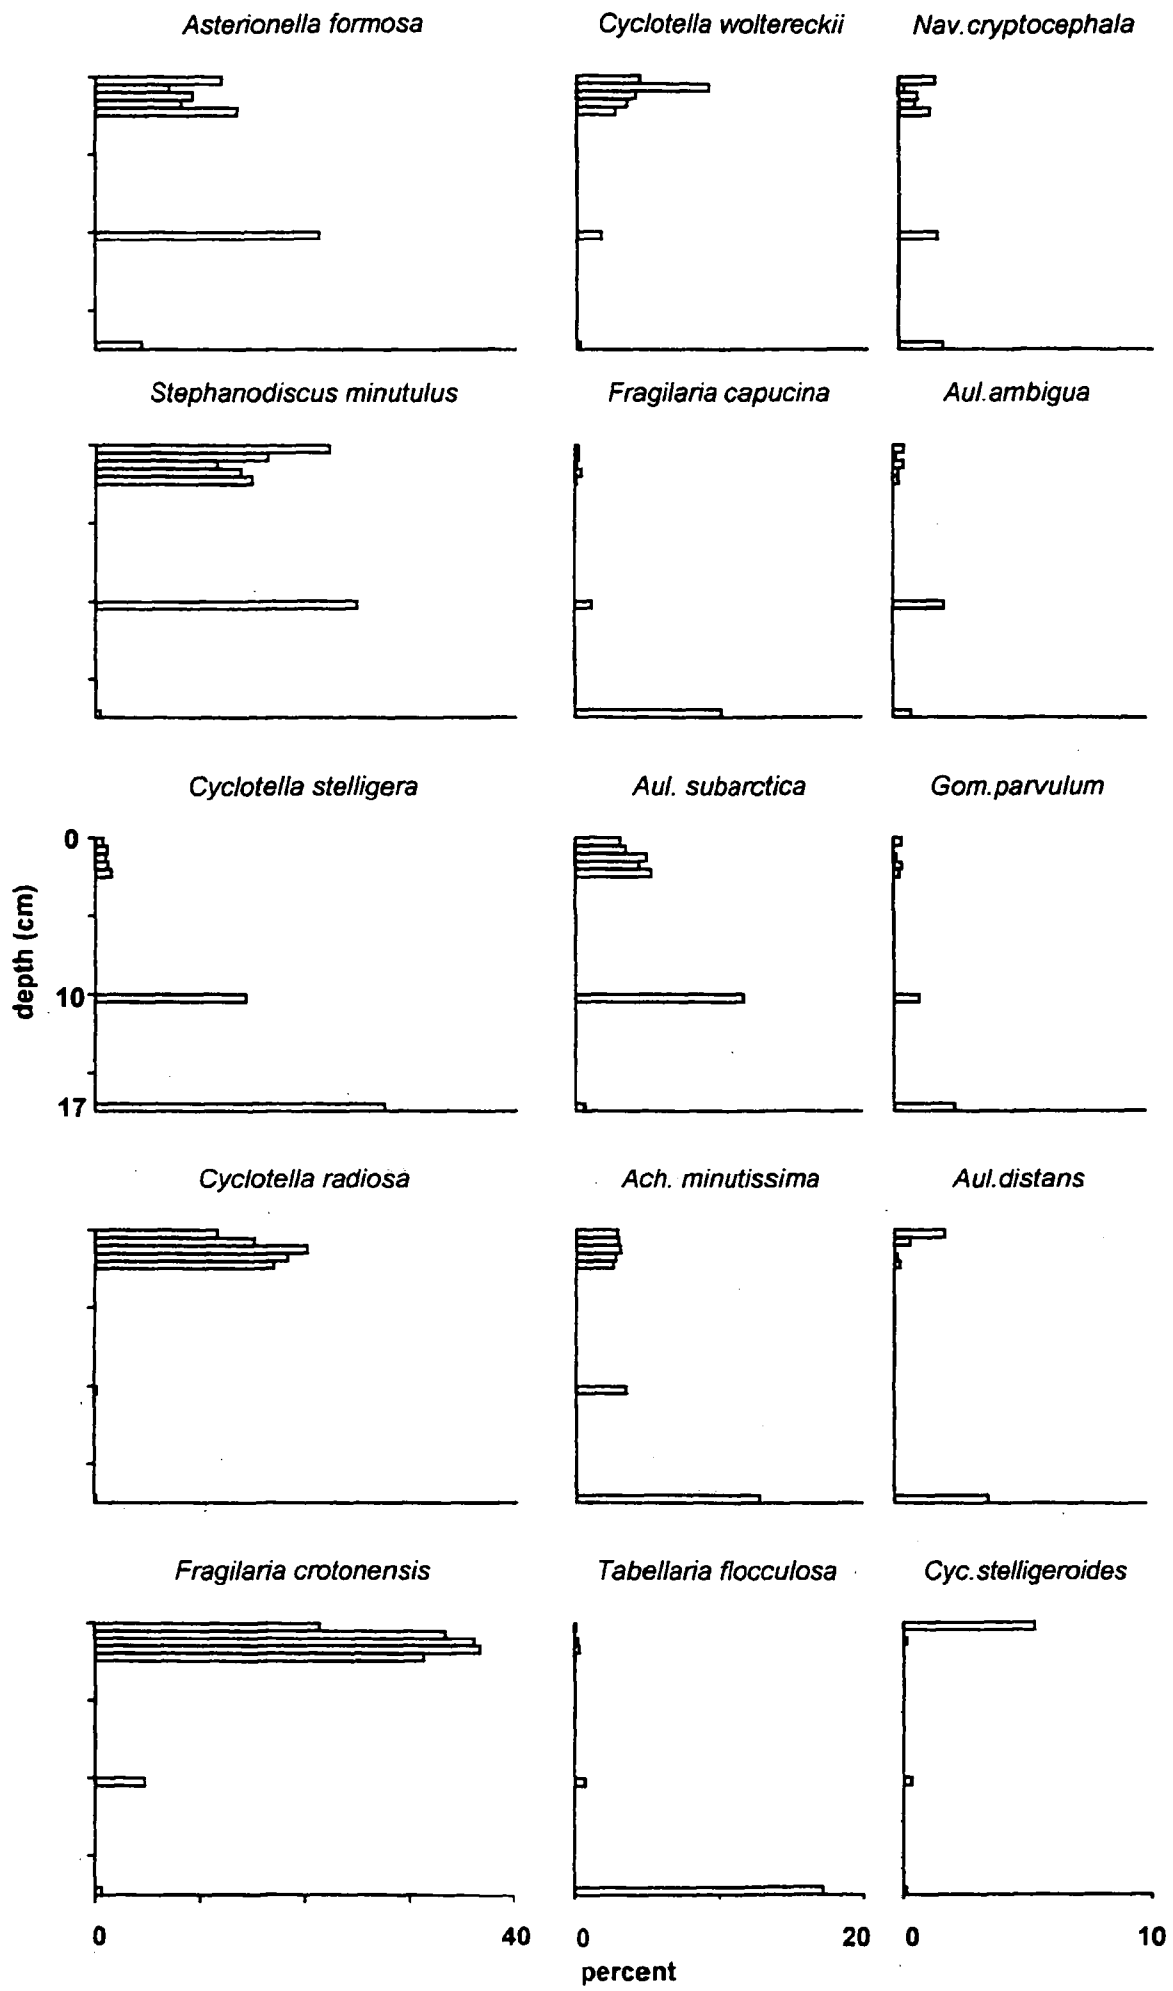 Asterionella formosa
Cyclotella woltereckii
Nav.cryptocephala
Stephanodiscus minutulus
Fragilaria capucina
Aul.ambigua
Cyclotella stelligera
Aul. subarctica
Gom.parvulum
0
depth (cm)
10
17
Cyclotella radiosa
Ach. minutissima
Aul.distans
Fragilaria crotonensis
Tabellaria flocculosa
Cyc.stelligeroides
0 40 0 20 0 10
percent